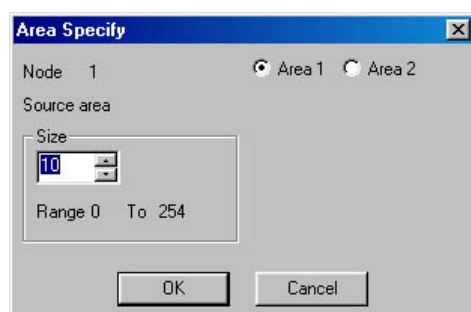 Area Specify
Node 1 Area 1 Area 2
Source area
Size
10
Range 0 To 254
OK Cancel